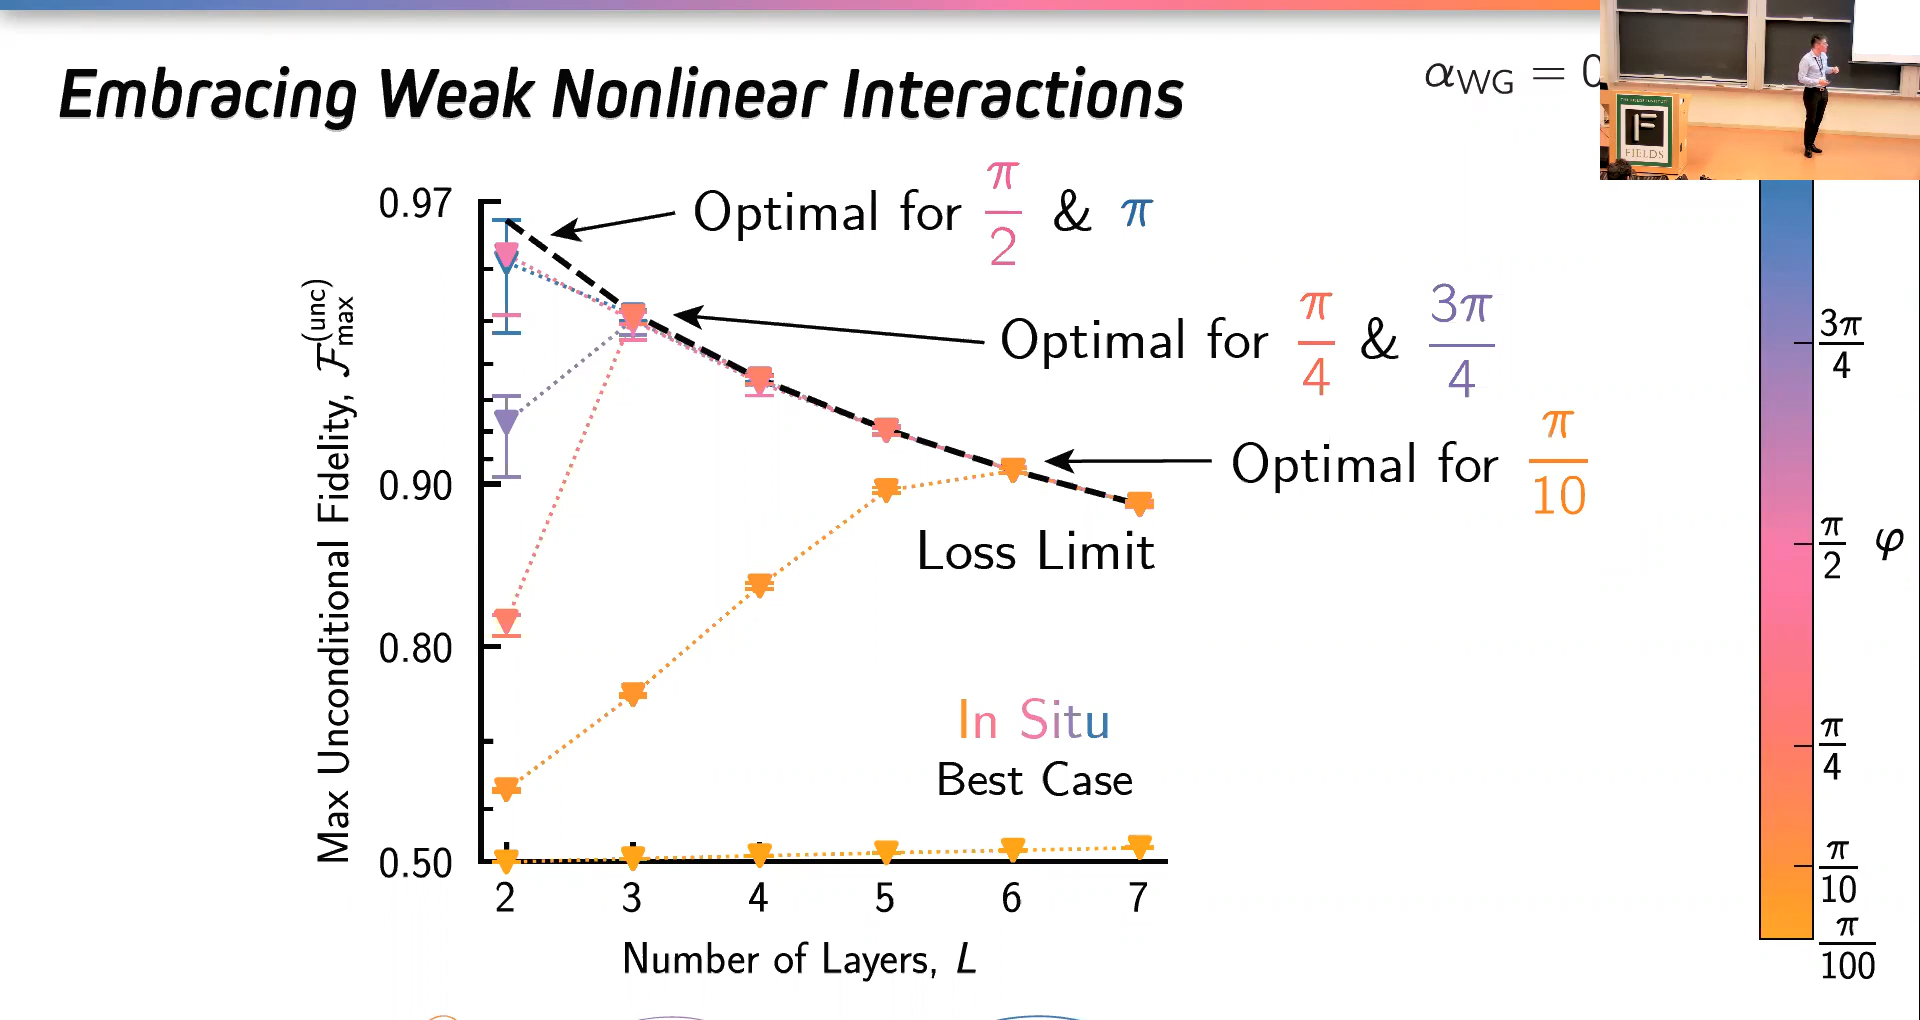 Embracing Weak Nonlinear Interactions
α_WG = 0
FIELDS
Optimal for π/2 & π
Optimal for π/4 & 3π/4
Optimal for π/10
Loss Limit
In Situ
Best Case
Max Unconditional Fidelity, F_max^(unc)
0.97
0.90
0.80
0.50
2 3 4 5 6 7
Number of Layers, L
3π/4
π/2
φ
π/4
π/10
π/100